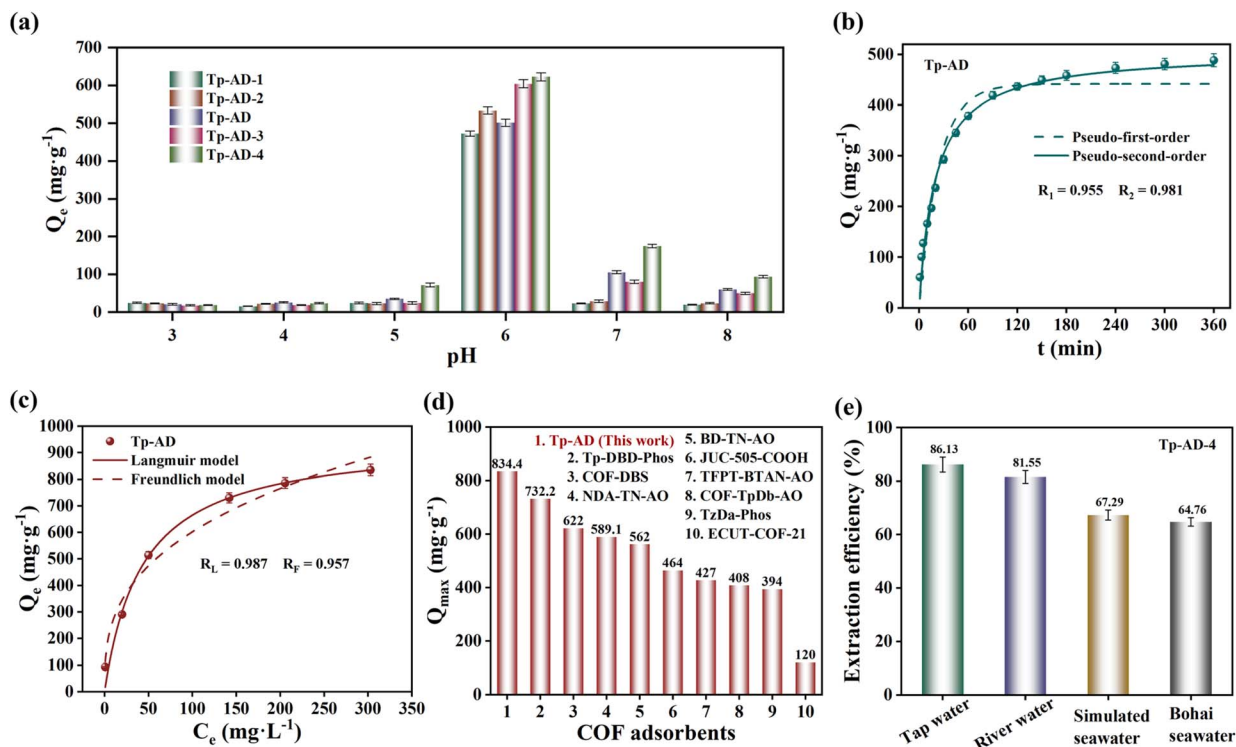 (a)
700
600
500
400
300
200
100
0
Qe (mg·g-1)
Tp-AD-1
Tp-AD-2
Tp-AD
Tp-AD-3
Tp-AD-4
3 4 5 6 7 8
pH
(b)
500
400
300
200
100
0
Qe (mg·g-1)
Tp-AD
Pseudo-first-order
Pseudo-second-order
R1 = 0.955 R2 = 0.981
0 60 120 180 240 300 360
t (min)
(c)
1000
900
800
700
600
500
400
300
200
100
0
Qe (mg·g-1)
Tp-AD
Langmuir model
Freundlich model
RL = 0.987 RF = 0.957
0 50 100 150 200 250 300 350
Ce (mg·L-1)
(d)
1000
900
800
700
600
500
400
300
200
100
0
Qmax (mg·g-1)
1. Tp-AD (This work)
2. Tp-DBD-Phos
3. COF-DBS
4. NDA-TN-AO
5. BD-TN-AO
6. JUC-505-COOH
7. TFPT-BTAN-AO
8. COF-TpDb-AO
9. TzDa-Phos
10. ECUT-COF-21
834.4
732.2
622
589.1
562
464
427
408
394
120
1 2 3 4 5 6 7 8 9 10
COF adsorbents
(e)
100
80
60
40
20
0
Extraction efficiency (%)
Tp-AD-4
86.13
81.55
67.29
64.76
Tap water
River water
Simulated
seawater
Bohai
seawater